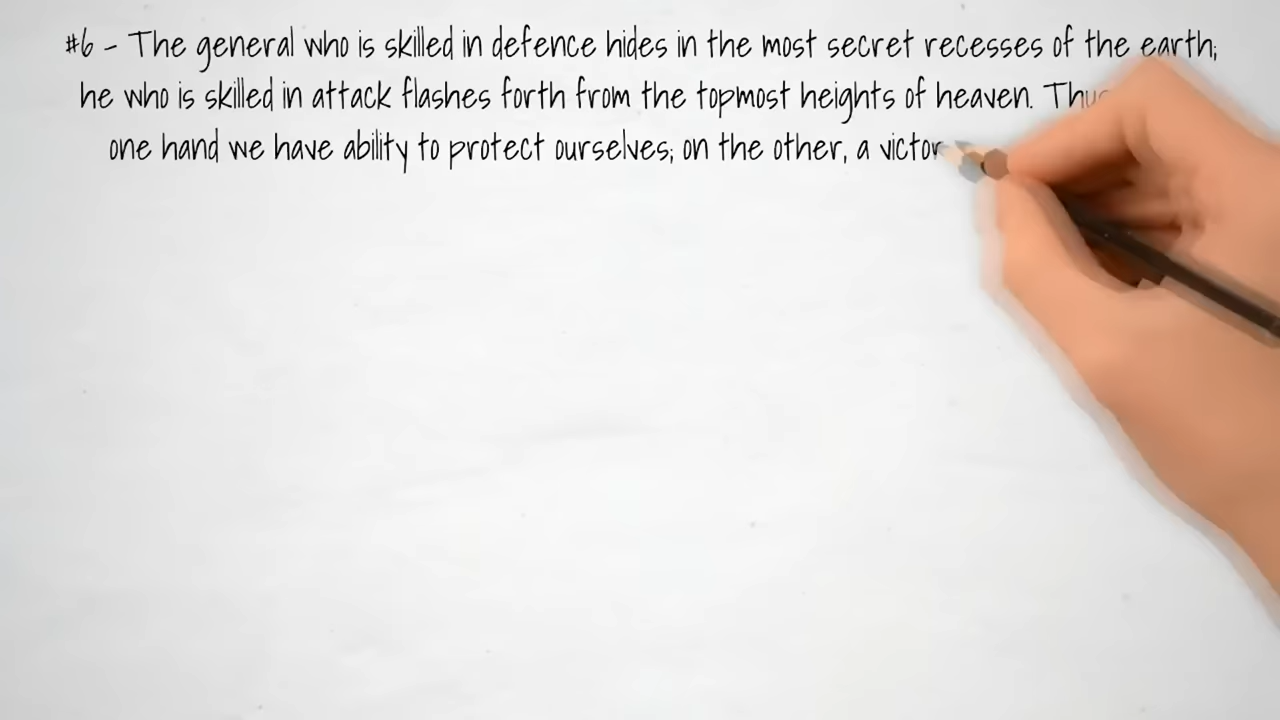 #6 - The general who is skilled in defence hides in the most secret recesses of the earth;
he who is skilled in attack flashes forth from the topmost heights of heaven.
one hand we have ability to protect ourselves; on the other, a victor